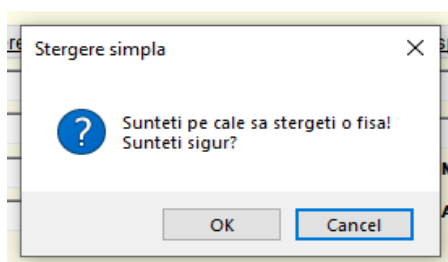 Stergere simpla
Sunteti pe cale sa stergeti o fisa!
Sunteti sigur?
OK
Cancel